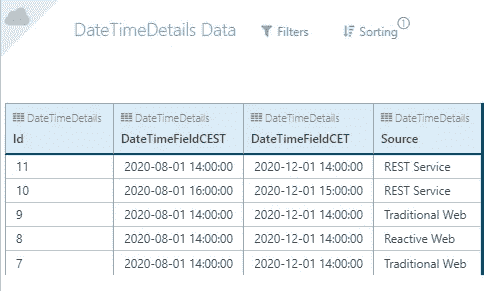 DateTimeDetails Data Filters Sorting 1
DateTimeDetails DateTimeDetails DateTimeDetails DateTimeDetails
Id DateTimeFieldCEST DateTimeFieldCET Source
11 2020-08-01 14:00:00 2020-12-01 14:00:00 REST Service
10 2020-08-01 16:00:00 2020-12-01 15:00:00 REST Service
9 2020-08-01 14:00:00 2020-12-01 14:00:00 Traditional Web
8 2020-08-01 14:00:00 2020-12-01 14:00:00 Reactive Web
7 2020-08-01 14:00:00 2020-12-01 14:00:00 Traditional Web